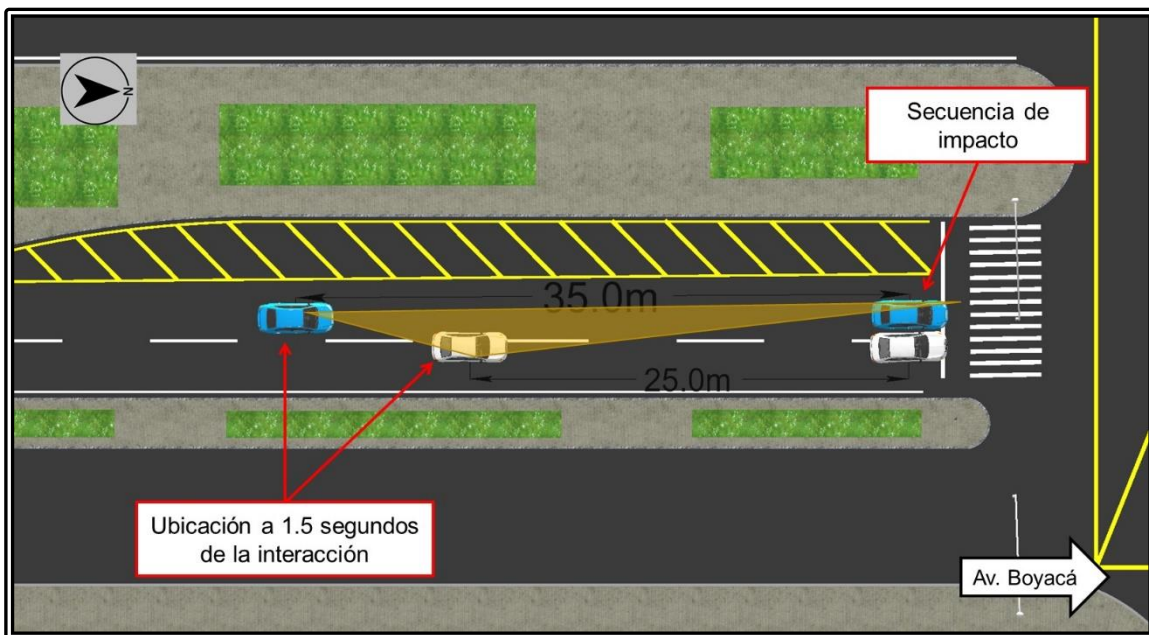 N
Secuencia de
impacto
35.0m
25.0m
Ubicación a 1.5 segundos
de la interacción
Av. Boyacá